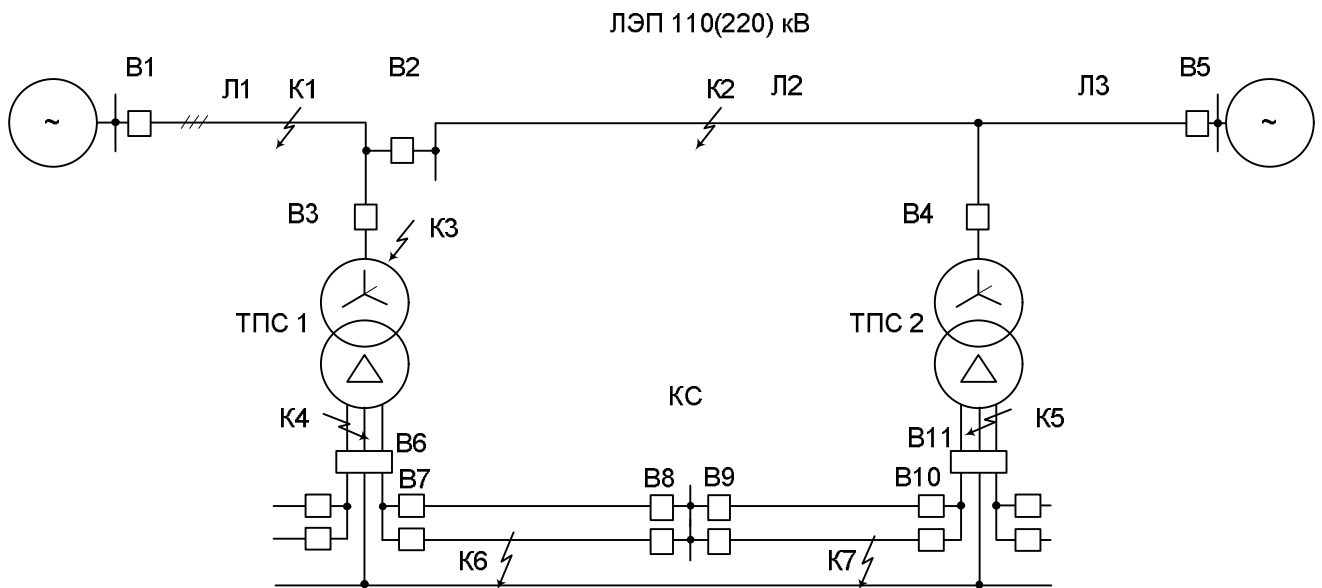 ЛЭП 110(220) кВ
В1 Л1 К1 В2 К2 Л2 Л3 В5
~ ~
В3 К3 В4
ТПС 1 ТПС 2
КС
К4 В6 В11 К5
В7 В8 В9 В10
К6 К7